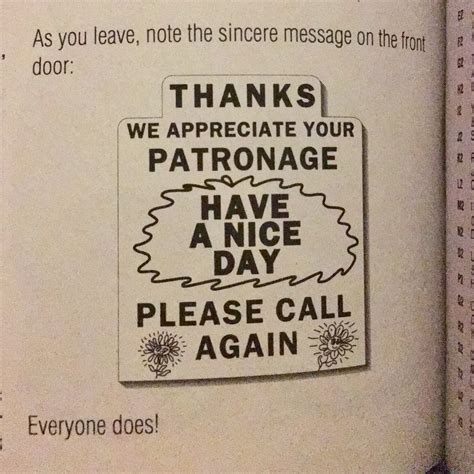 As you leave, note the sincere message on the front
door:
THANKS
WE APPRECIATE YOUR
PATRONAGE
HAVE
A NICE
DAY
PLEASE CALL
AGAIN
Everyone does!